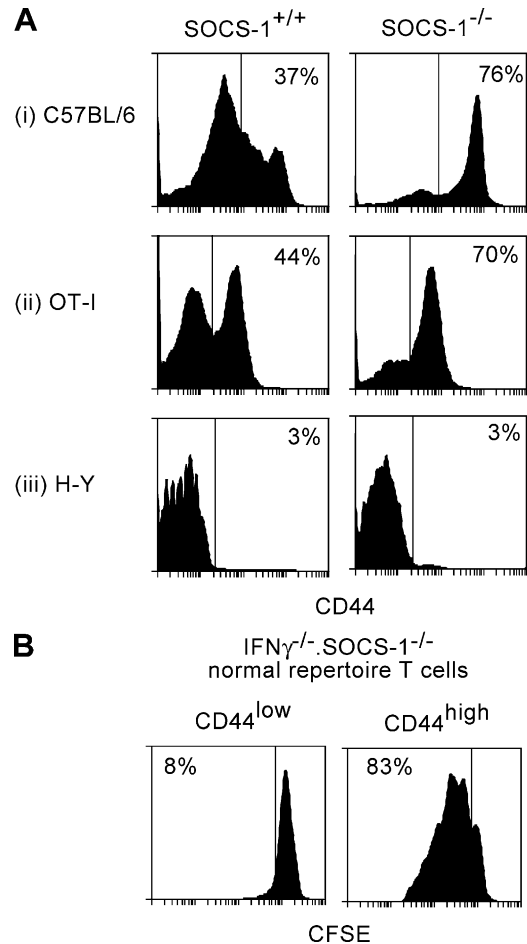 A
SOCS-1+/+ SOCS-1-/-
(i) C57BL/6 37% 76%
(ii) OT-I 44% 70%
(iii) H-Y 3% 3%
CD44
B
IFNγ-/-.SOCS-1-/-
normal repertoire T cells
CD44low CD44high
8% 83%
CFSE